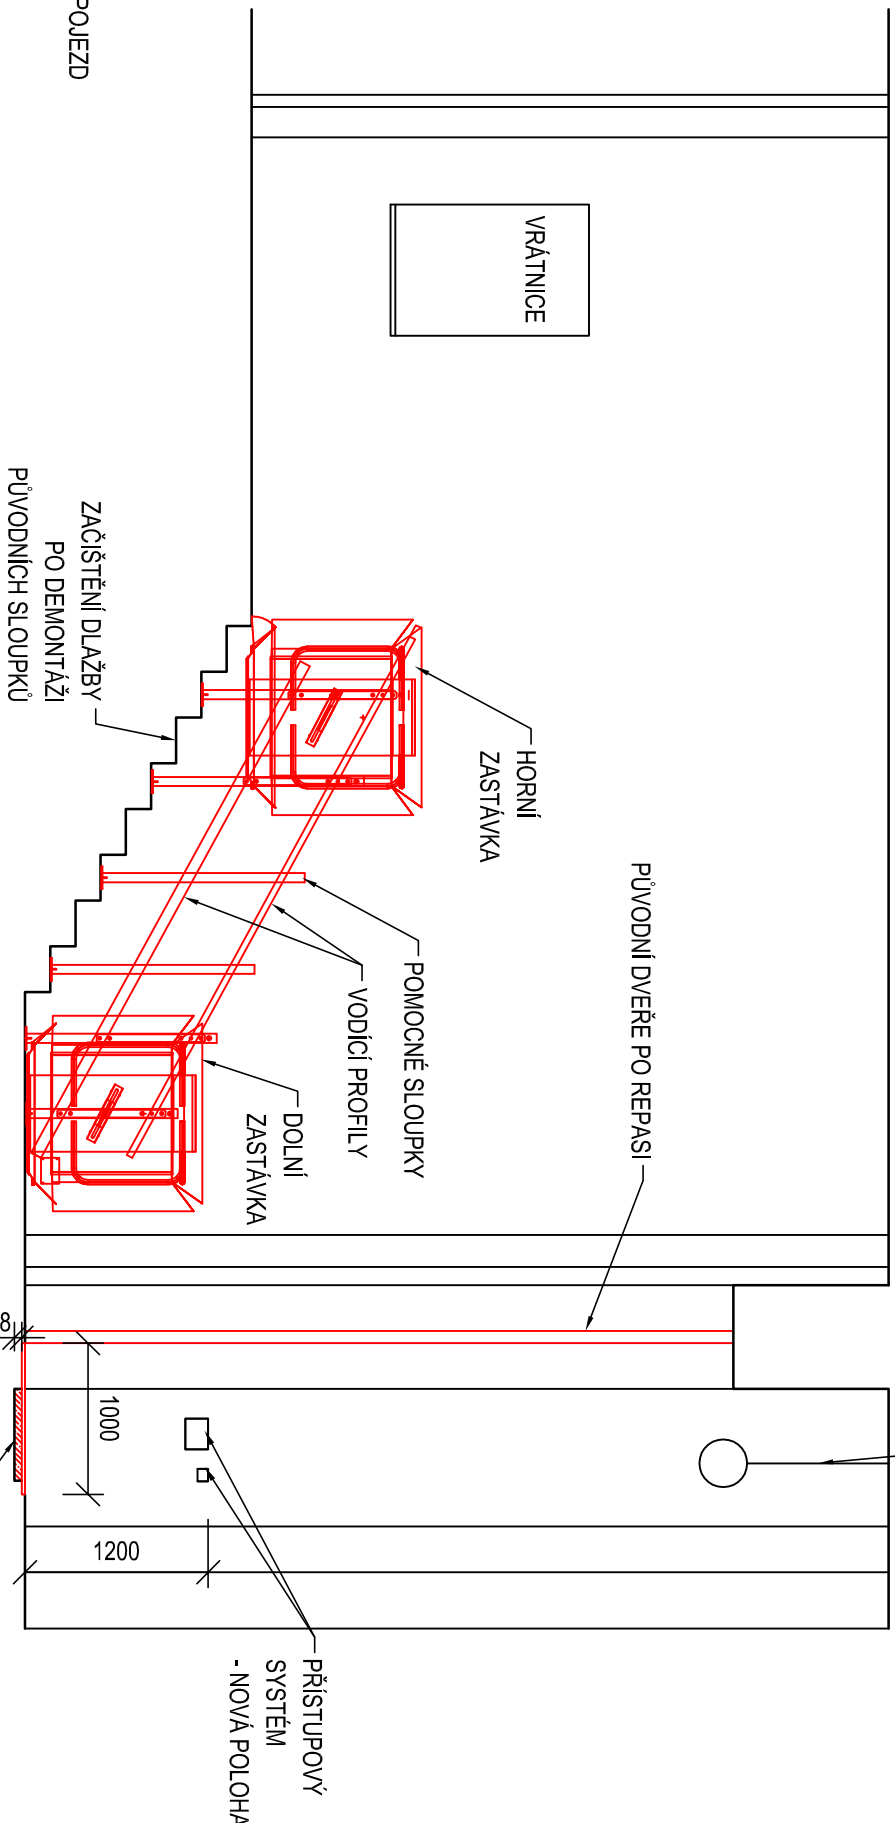 POJEZD
VRÁTNICE
ZAČIŠTĚNÍ DLAŽBY
PO DEMONTÁŽI
PŮVODNÍCH SLOUPKŮ
HORNÍ
ZASTÁVKA
PŮVODNÍ DVEŘE PO REPASI
POMOCNÉ SLOUPKY
VODÍCÍ PROFILY
DOLNÍ
ZASTÁVKA
8
1000
1200
PŘÍSTUPOVÝ
SYSTÉM
- NOVÁ POLOHA